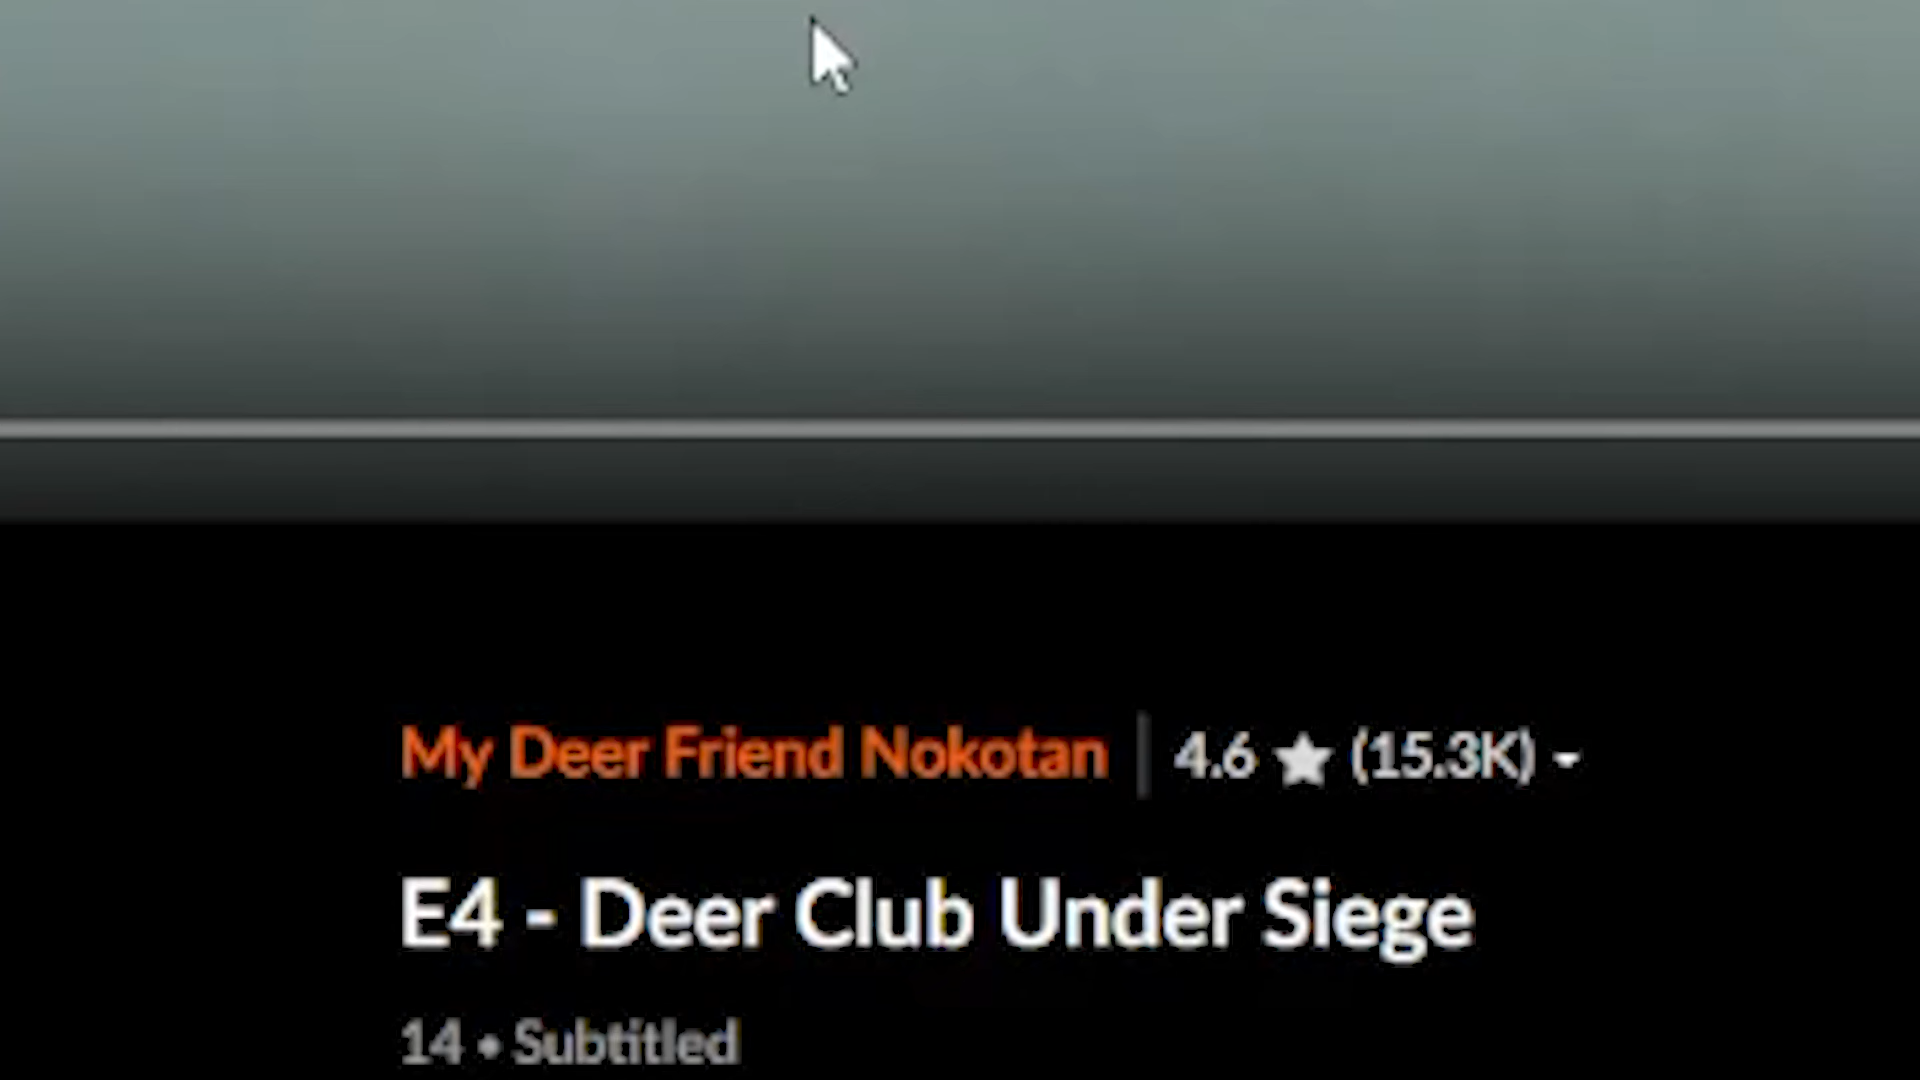 My Deer Friend Nokotan | 4.6 ★ (15.3K)
E4 - Deer Club Under Siege
14 • Subtitled